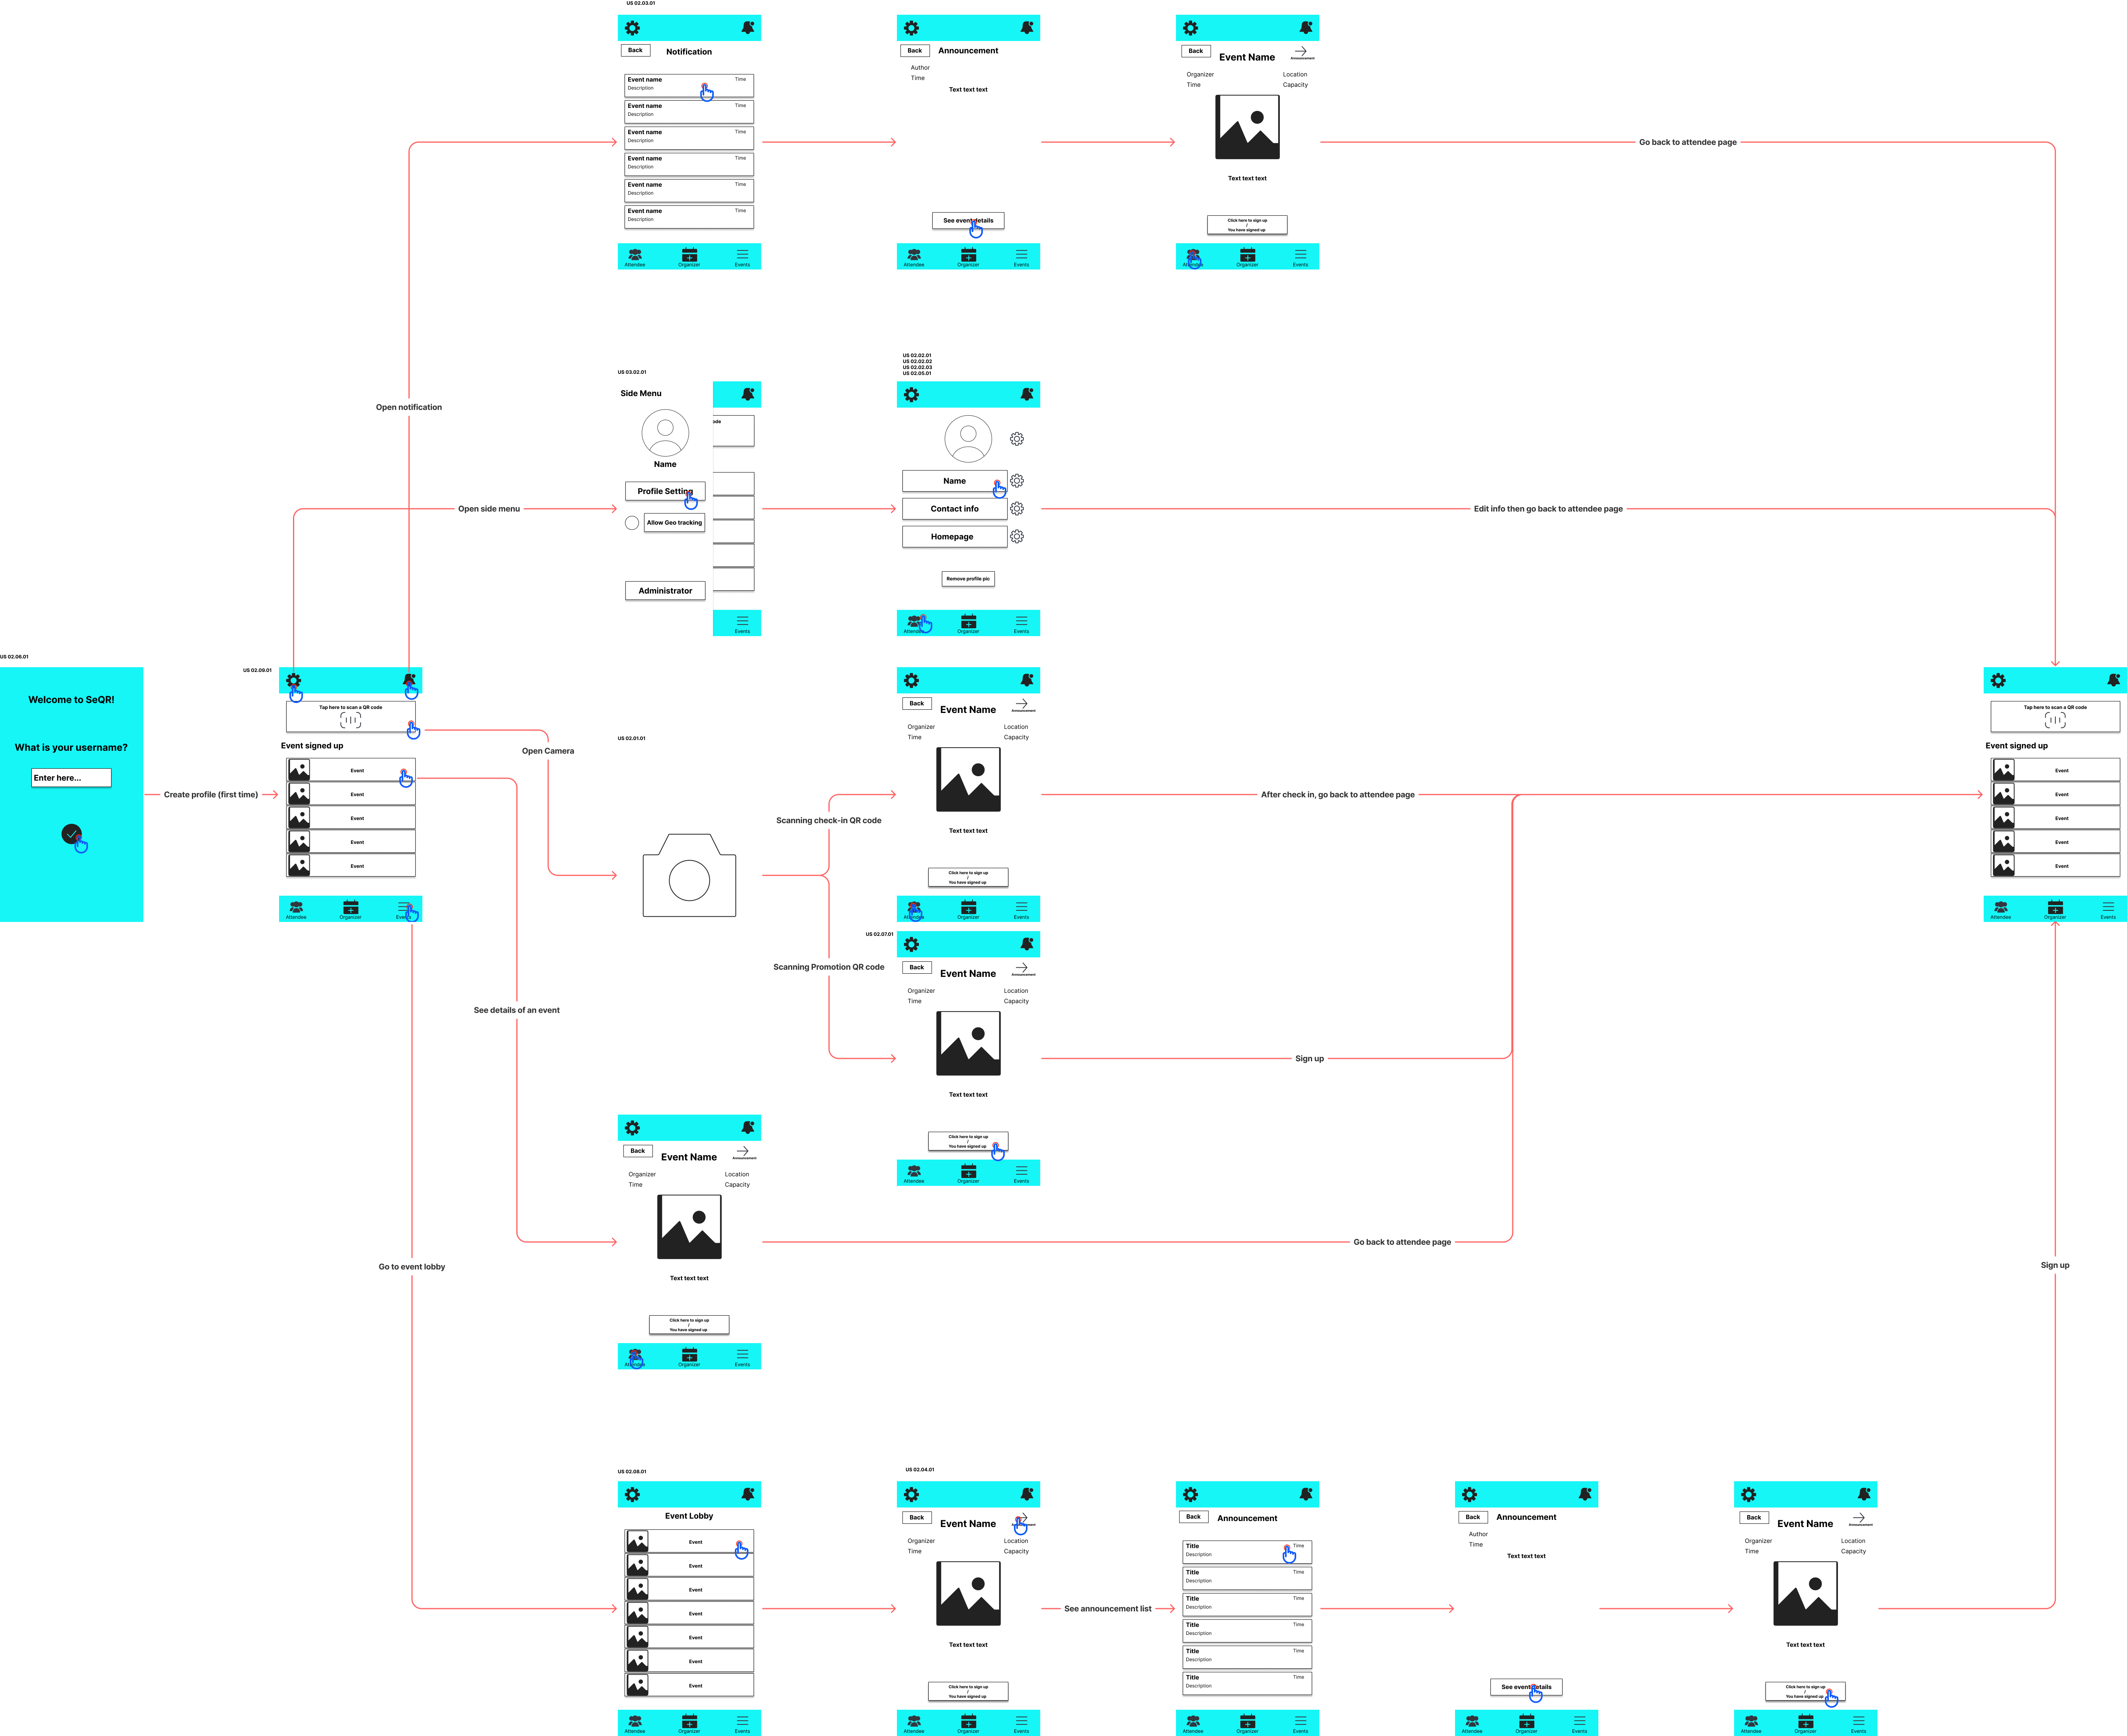 US 02.03.01
Back
Notification
Event name
Time
Description
Event name
Time
Description
Event name
Time
Description
Event name
Time
Description
Event name
Time
Description
Event name
Time
Description
Attendee
Organizer
Events
Back
Announcement
Author
Time
Text text text
See event details
Attendee
Organizer
Events
Back
Event Name
Announcement
Organizer
Location
Time
Capacity
Text text text
Click here to sign up
/
You have signed up
Attendee
Organizer
Events
Go back to attendee page
Open notification
US 03.02.01
Side Menu
Name
Profile Setting
Allow Geo tracking
Administrator
ode
Events
Open side menu
US 02.02.01
US 02.02.02
US 02.02.03
US 02.05.01
Name
Contact info
Homepage
Remove profile pic
Attendee
Organizer
Events
Edit info then go back to attendee page
US 02.06.01
Welcome to SeQR!
What is your username?
Enter here...
Create profile (first time)
US 02.09.01
Tap here to scan a QR code
Event signed up
Event
Event
Event
Event
Event
Attendee
Organizer
Events
Open Camera
US 02.01.01
Scanning check-in QR code
Scanning Promotion QR code
Back
Event Name
Announcement
Organizer
Location
Time
Capacity
Text text text
Click here to sign up
/
You have signed up
Attendee
Organizer
Events
After check in, go back to attendee page
Tap here to scan a QR code
Event signed up
Event
Event
Event
Event
Event
Attendee
Organizer
Events
US 02.07.01
Back
Event Name
Announcement
Organizer
Location
Time
Capacity
Text text text
Click here to sign up
/
You have signed up
Attendee
Organizer
Events
Sign up
See details of an event
Back
Event Name
Announcement
Organizer
Location
Time
Capacity
Text text text
Click here to sign up
/
You have signed up
Attendee
Organizer
Events
Go back to attendee page
Go to event lobby
US 02.08.01
Event Lobby
Event
Event
Event
Event
Event
Event
Event
Attendee
Organizer
Events
US 02.04.01
Back
Event Name
Announcement
Organizer
Location
Time
Capacity
Text text text
Click here to sign up
/
You have signed up
Attendee
Organizer
Events
See announcement list
Back
Announcement
Title
Time
Description
Title
Time
Description
Title
Time
Description
Title
Time
Description
Title
Time
Description
Title
Time
Description
Attendee
Organizer
Events
Back
Announcement
Author
Time
Text text text
See event details
Attendee
Organizer
Events
Back
Event Name
Announcement
Organizer
Location
Time
Capacity
Text text text
Click here to sign up
/
You have signed up
Attendee
Organizer
Events
Sign up